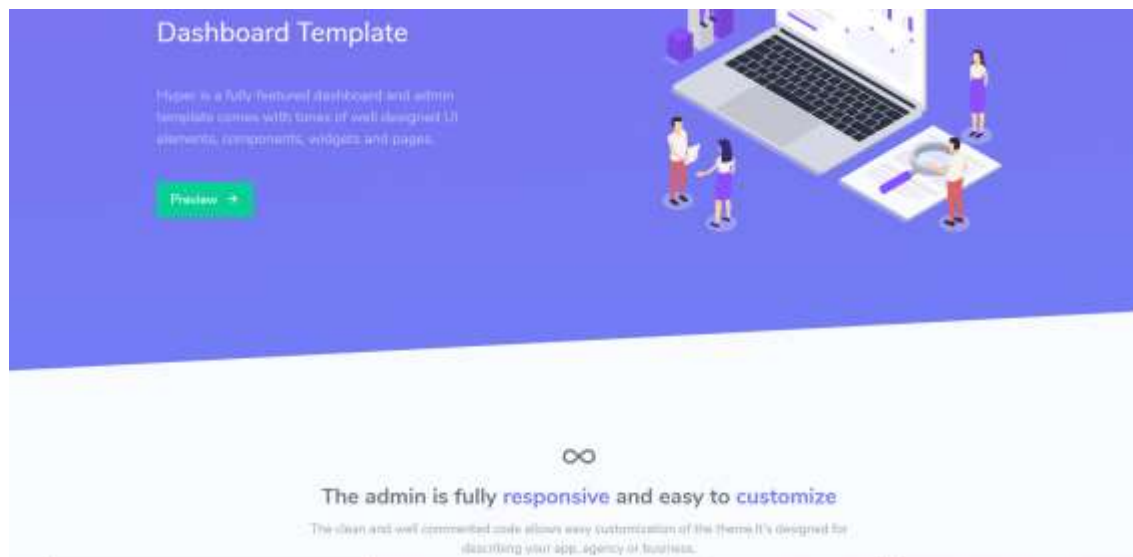 Dashboard Template
Hyper is a fully featured dashboard and admin
template comes with tones of well designed UI
elements, components, widgets and pages.
Preview →
The admin is fully responsive and easy to customize
The clean and well commented code allows easy customization of the theme.It's designed for
describing your app, agency or business.